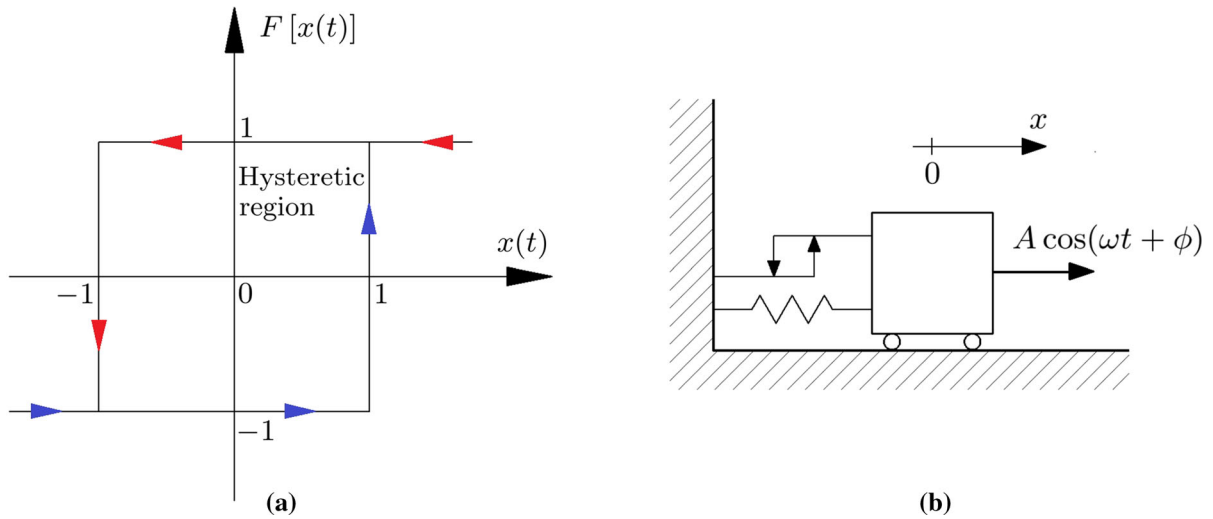 F [x(t)]
1
Hysteretic
region
x(t)
−1
0
1
−1
(a)
x
0
A cos(ωt + ϕ)
(b)